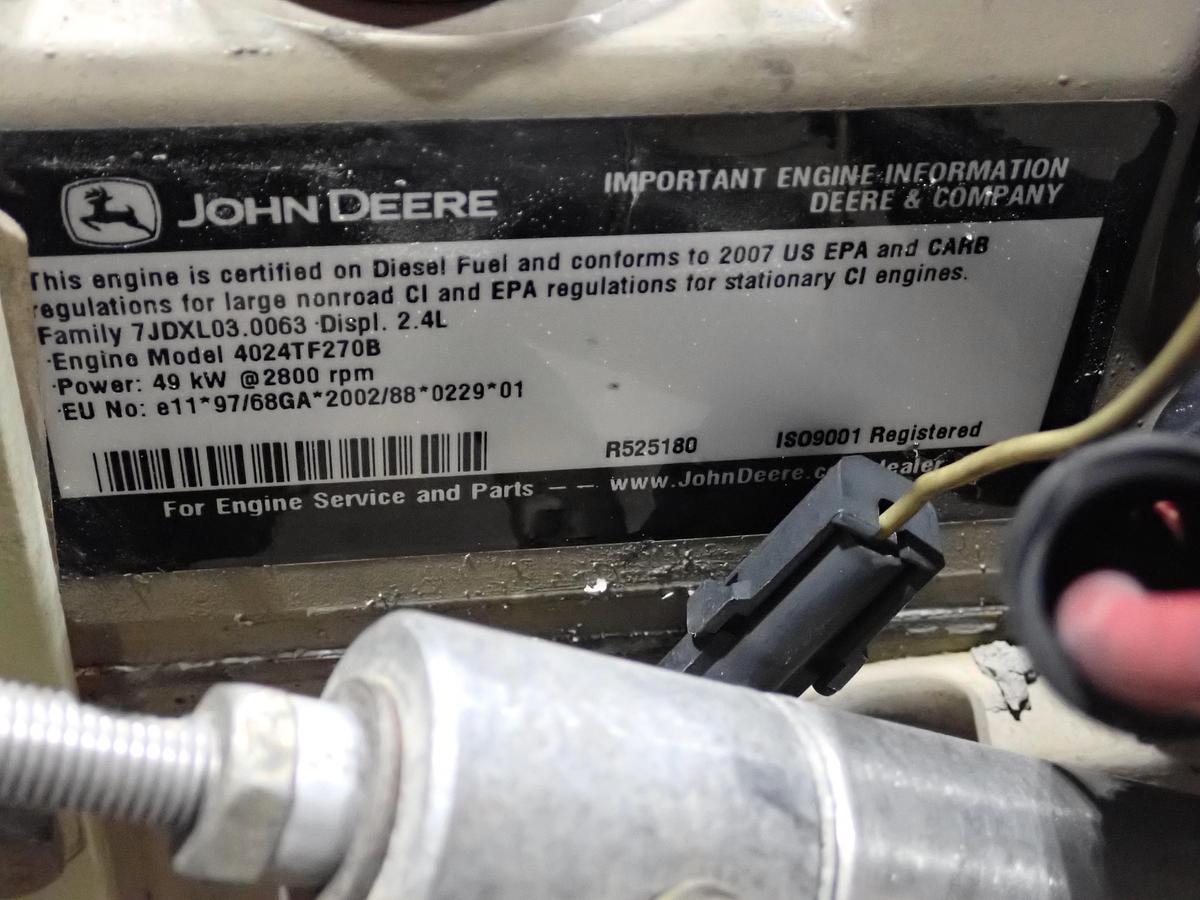 JOHN DEERE
IMPORTANT ENGINE INFORMATION
DEERE & COMPANY
This engine is certified on Diesel Fuel and conforms to 2007 US EPA and CARB
regulations for large nonroad CI and EPA regulations for stationary CI engines.
Family 7JDXL03.0063 ·Displ. 2.4L
·Engine Model 4024TF270B
·Power: 49 kW @2800 rpm
·EU No: e11*97/68GA*2002/88*0229*01
R525180
ISO9001 Registered
For Engine Service and Parts – – www.JohnDeere.c